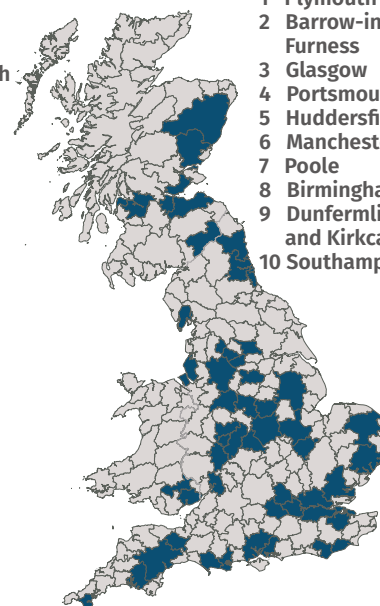 1 Plymouth
2 Barrow-in
Furness
h
3 Glasgow
4 Portsmou
5 Huddersfi
6 Manchest
7 Poole
8 Birmingha
9 Dunfermli
and Kirkca
10 Southamp